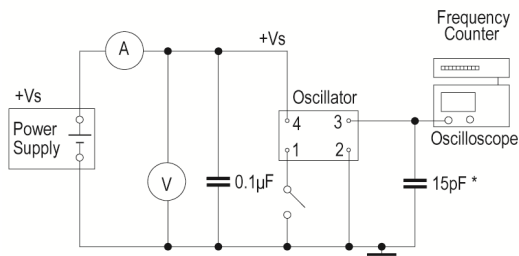 Frequency
Counter
A
+Vs
Oscillator
+Vs
Power
Supply
4
3
Oscilloscope
1
2
V
0.1µF
15pF *